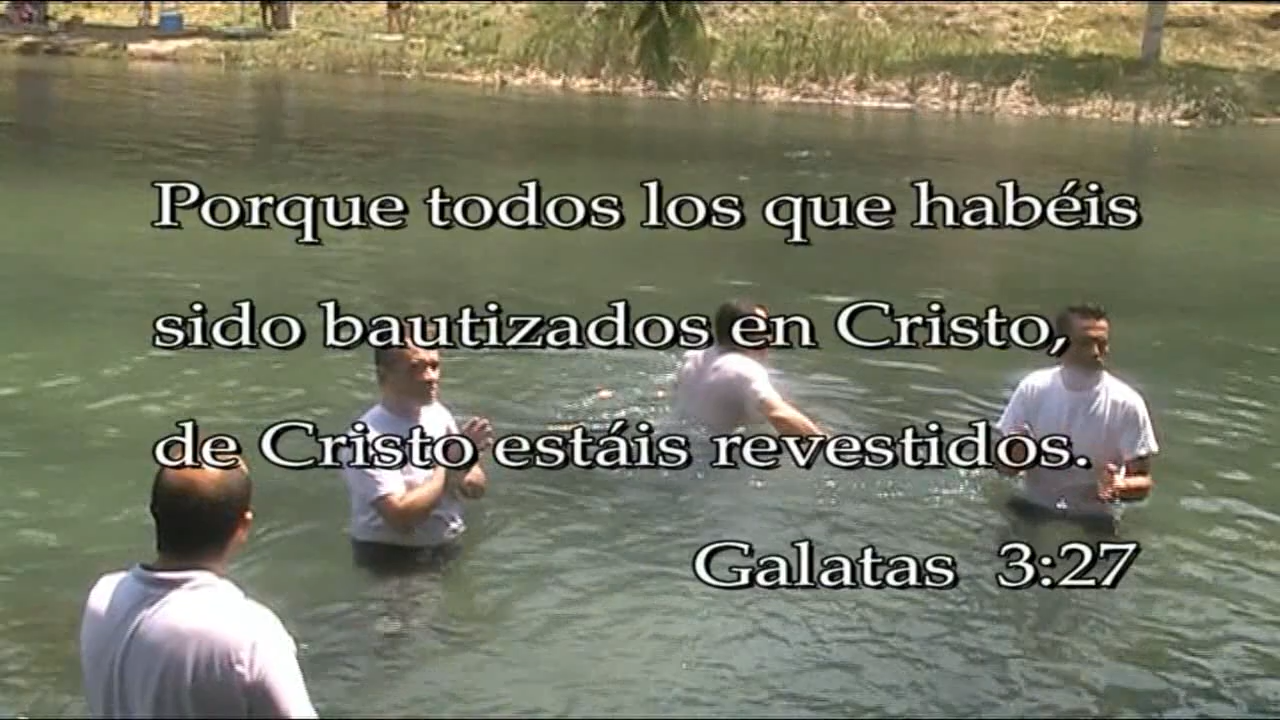 Porque todos los que habéis
sido bautizados en Cristo,
de Cristo estáis revestidos.
Galatas 3:27